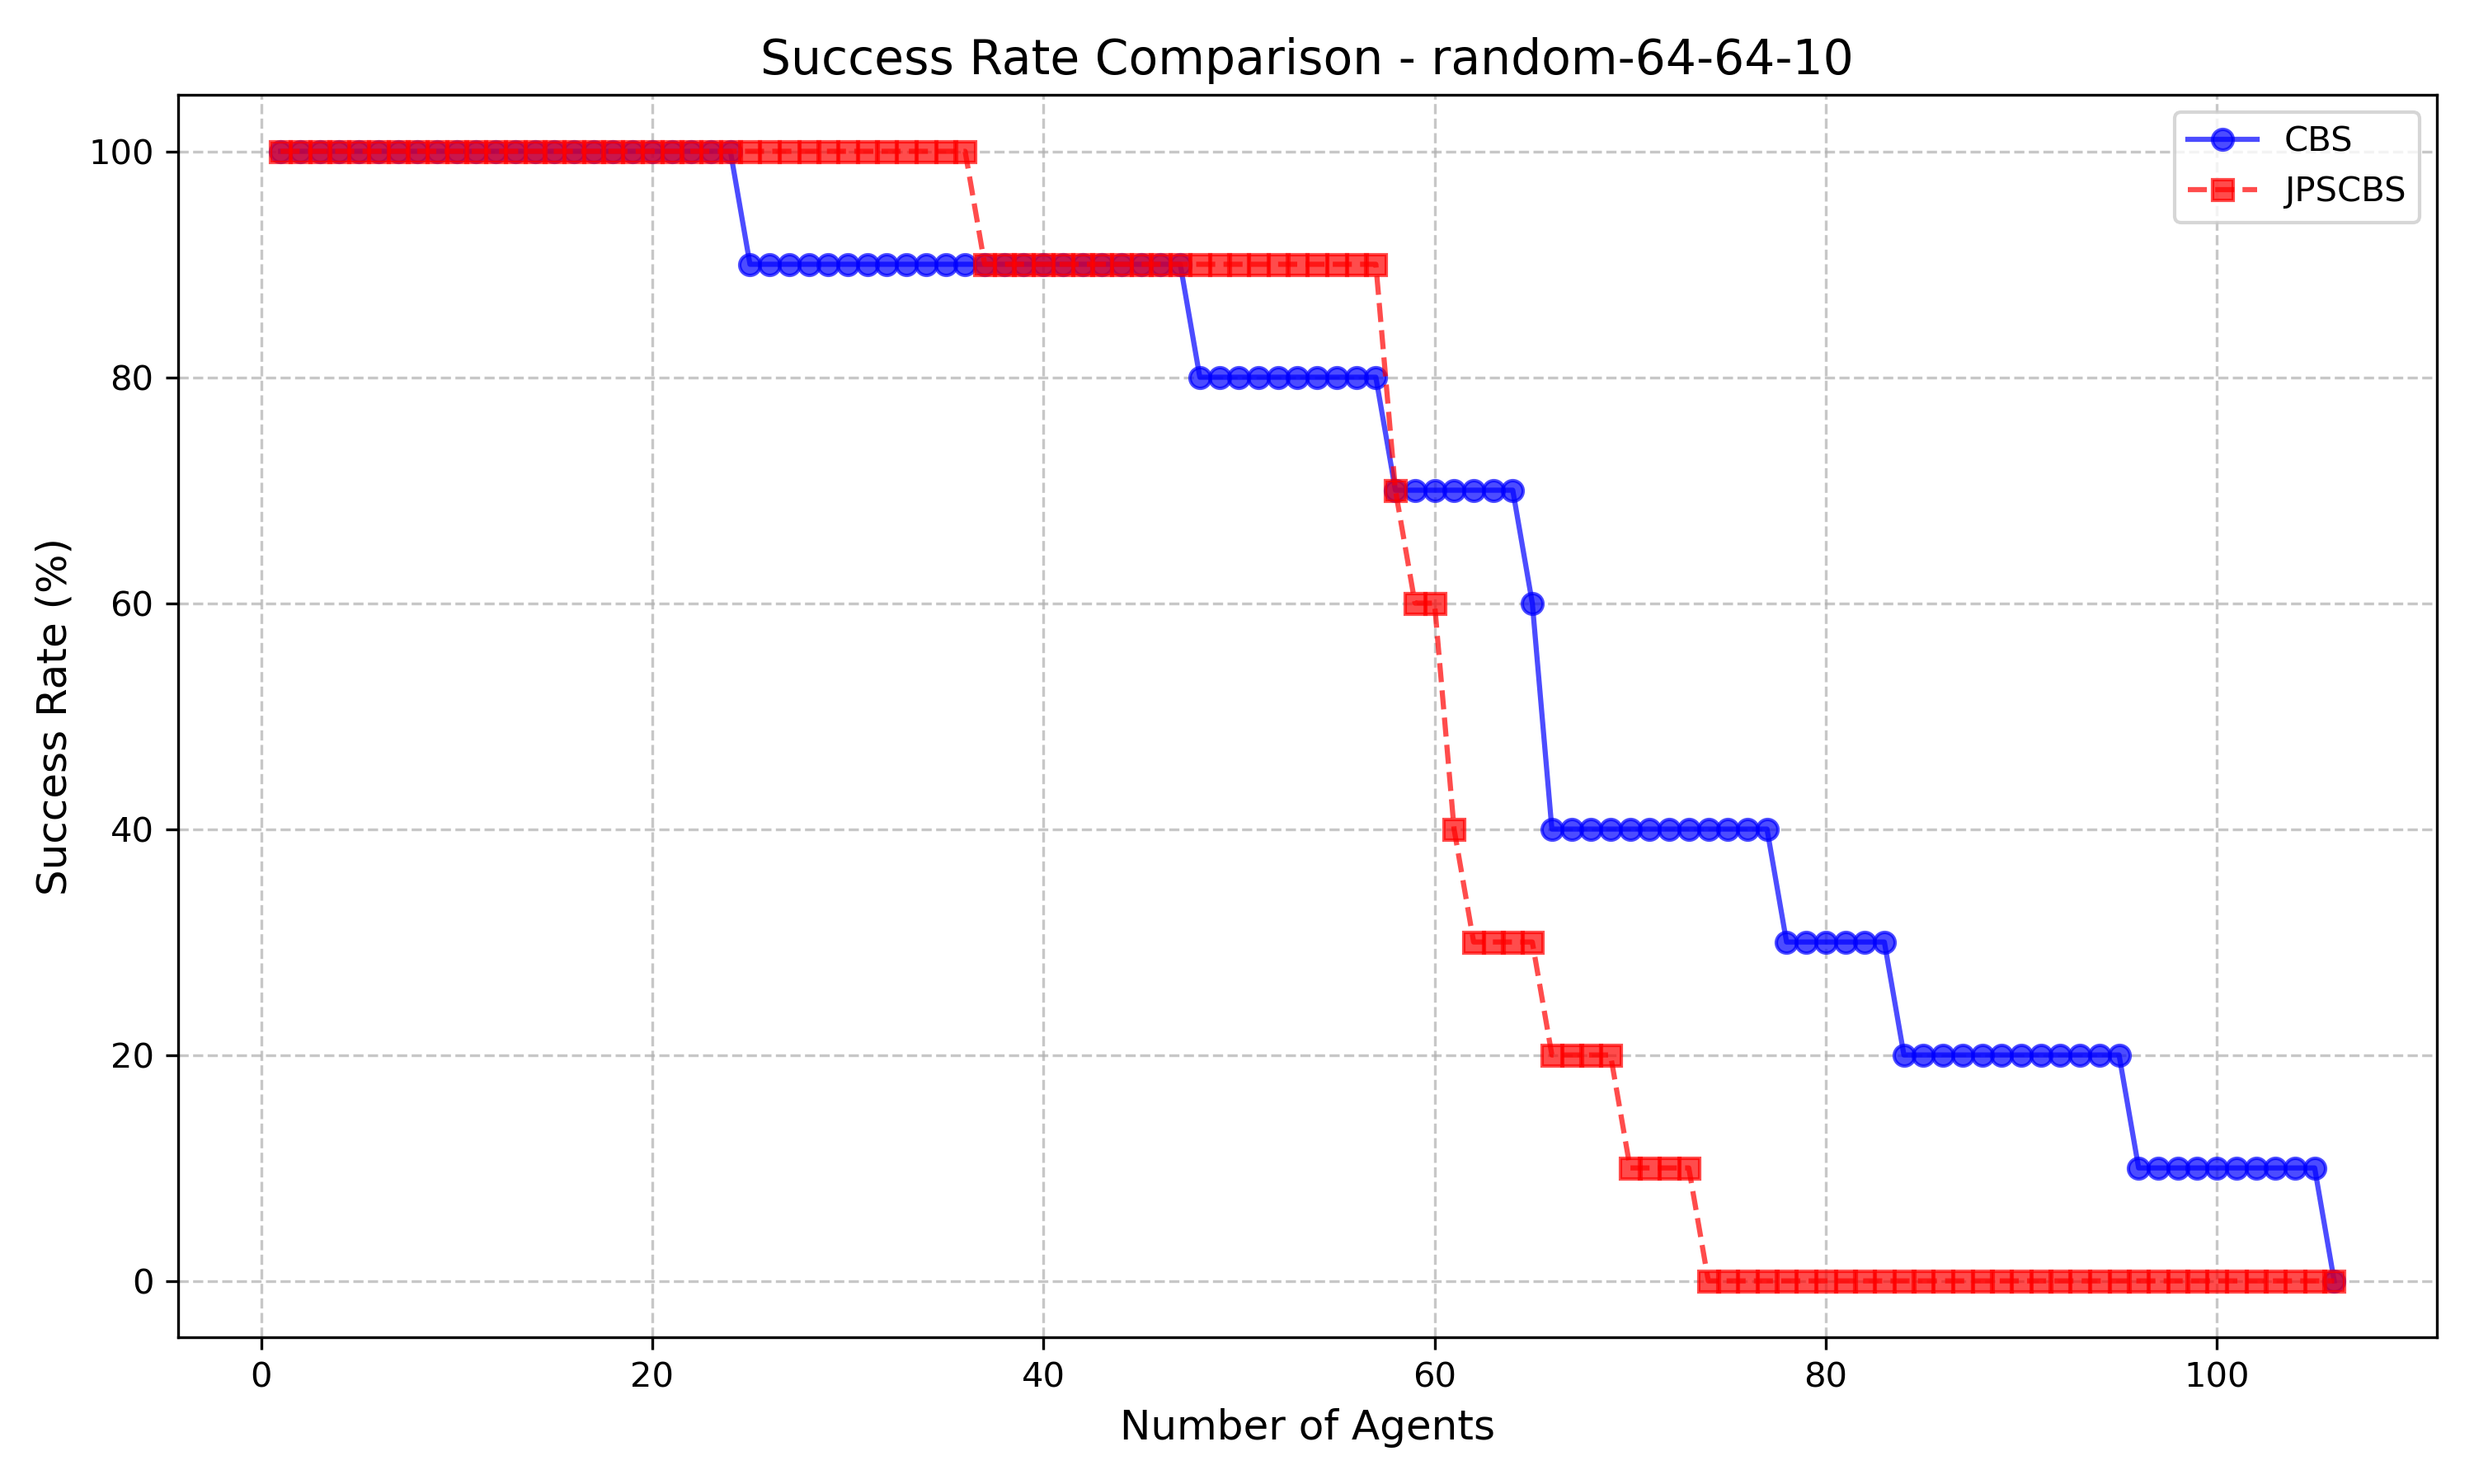 Success Rate Comparison - random-64-64-10
CBS
JPSCBS
Success Rate (%)
100
80
60
40
20
0
0 20 40 60 80 100
Number of Agents